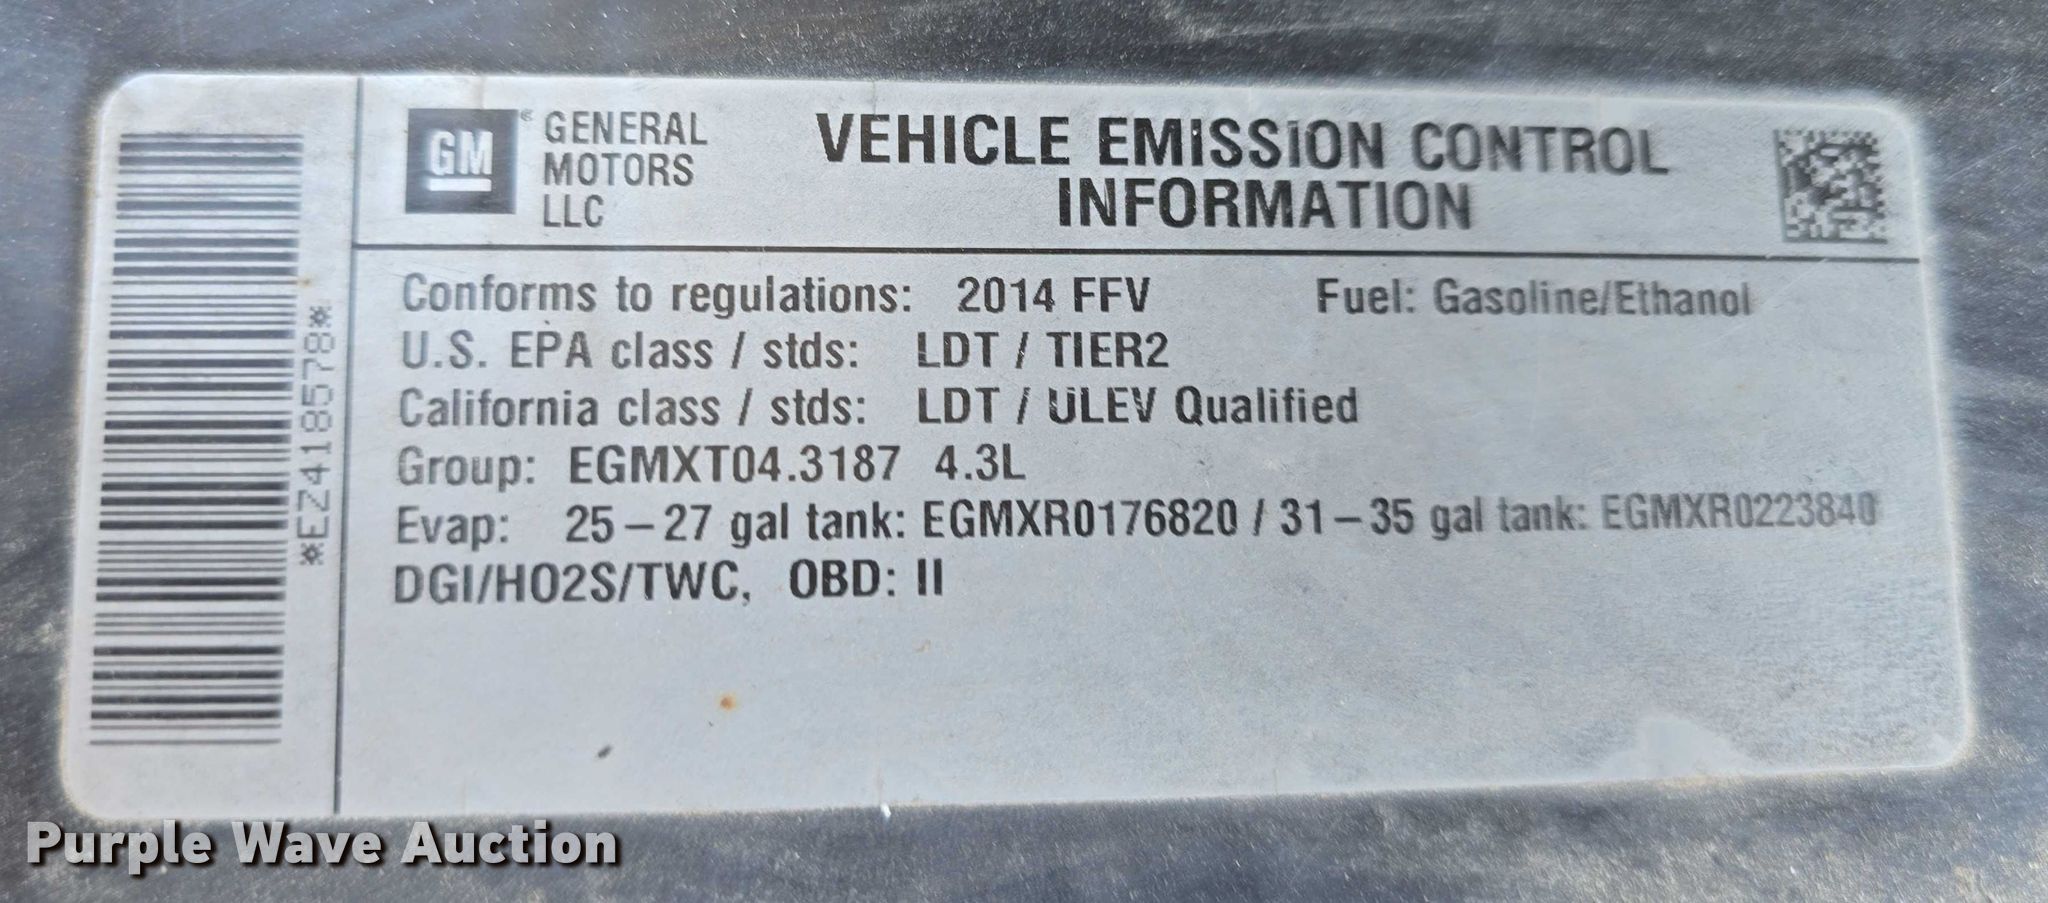 *EZ418578*
GM
GENERAL
MOTORS
LLC
VEHICLE EMISSION CONTROL
INFORMATION
Conforms to regulations: 2014 FFV Fuel: Gasoline/Ethanol
U.S. EPA class / stds: LDT / TIER2
California class / stds: LDT / ULEV Qualified
Group: EGMXT04.3187 4.3L
Evap: 25–27 gal tank: EGMXR0176820 / 31–35 gal tank: EGMXR0223840
DGI/HO2S/TWC, OBD: II
Purple Wave Auction